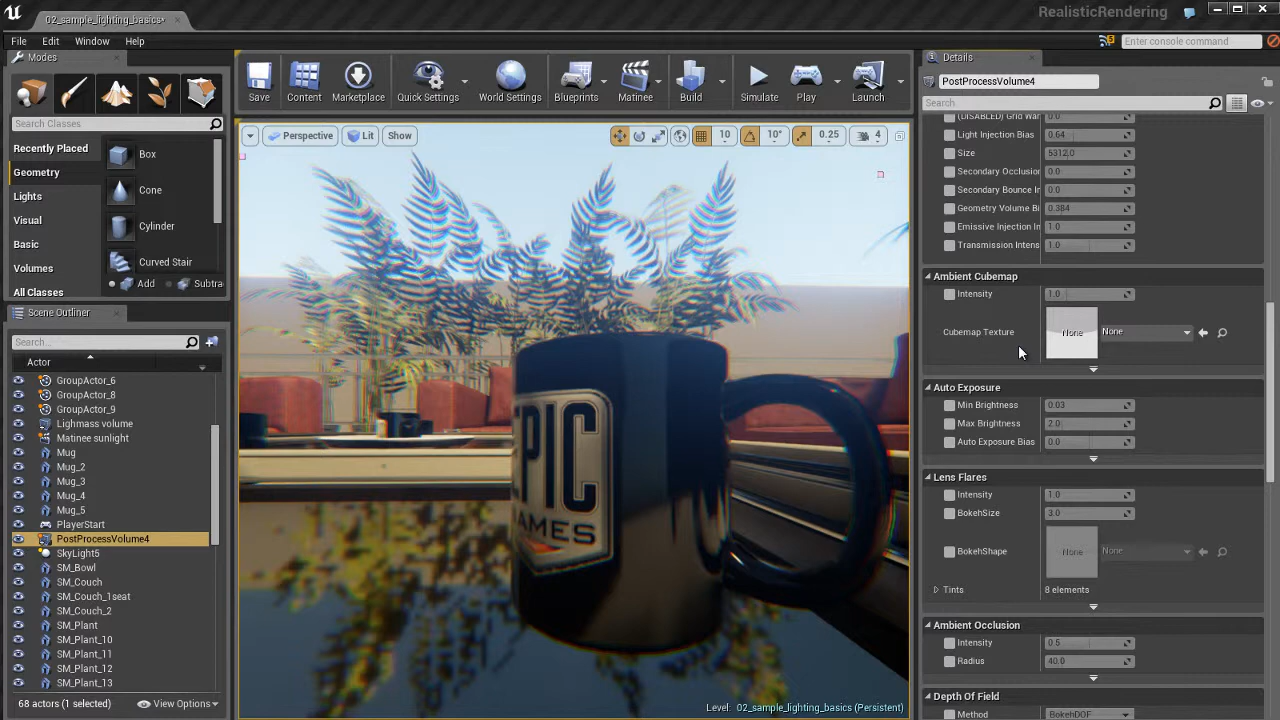 02_sample_lighting_basics*
RealisticRendering
File Edit Window Help
Enter console command
Modes
Search Classes
Recently Placed
Geometry
Lights
Visual
Basic
Volumes
All Classes
Box
Cone
Cylinder
Curved Stair
Add
Subtra
Save
Content
Marketplace
Quick Settings
World Settings
Blueprints
Matinee
Build
Simulate
Play
Launch
Perspective
Lit
Show
10
10°
0.25
4
EPIC
GAMES
Level: 02_sample_lighting_basics (Persistent)
Scene Outliner
Search...
Actor
GroupActor_6
GroupActor_8
GroupActor_9
Lighmass volume
Matinee sunlight
Mug
Mug_2
Mug_3
Mug_4
Mug_5
PlayerStart
PostProcessVolume4
SkyLight5
SM_Bowl
SM_Couch
SM_Couch_1seat
SM_Couch_2
SM_Plant
SM_Plant_10
SM_Plant_11
SM_Plant_12
SM_Plant_13
68 actors (1 selected)
View Options
Details
PostProcessVolume4
Search
(DISABLED) Grid War 0.0
Light Injection Bias 0.64
Size 5312.0
Secondary Occlusion 0.0
Secondary Bounce In 0.0
Geometry Volume Bi 0.384
Emissive Injection In 1.0
Transmission Intens 1.0
Ambient Cubemap
Intensity 1.0
Cubemap Texture None None
Auto Exposure
Min Brightness 0.03
Max Brightness 2.0
Auto Exposure Bias 0.0
Lens Flares
Intensity 1.0
BokehSize 3.0
BokehShape None None
Tints 8 elements
Ambient Occlusion
Intensity 0.5
Radius 40.0
Depth Of Field
Method BokehDOF